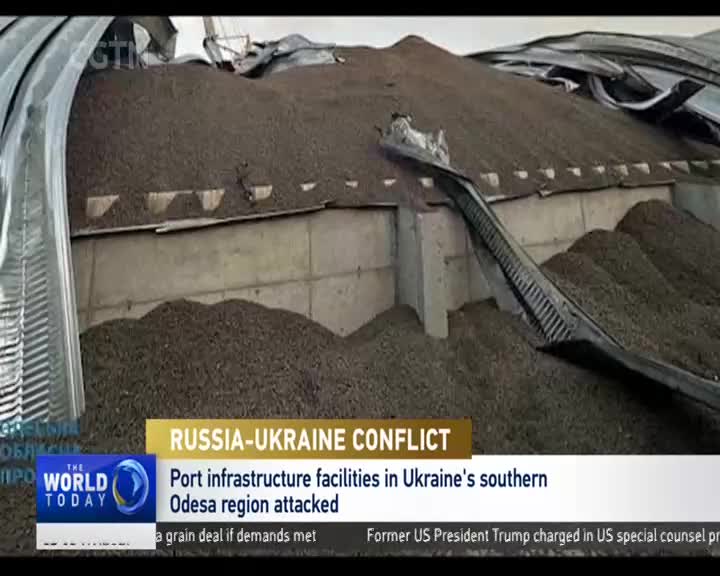 CGTN
RUSSIA-UKRAINE CONFLICT
Port infrastructure facilities in Ukraine's southern
Odesa region attacked
THE
WORLD
TODAY
a grain deal if demands met Former US President Trump charged in US special counsel pr